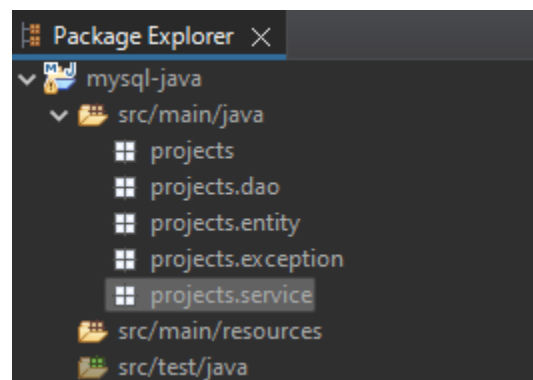 Package Explorer
mysql-java
src/main/java
projects
projects.dao
projects.entity
projects.exception
projects.service
src/main/resources
src/test/java